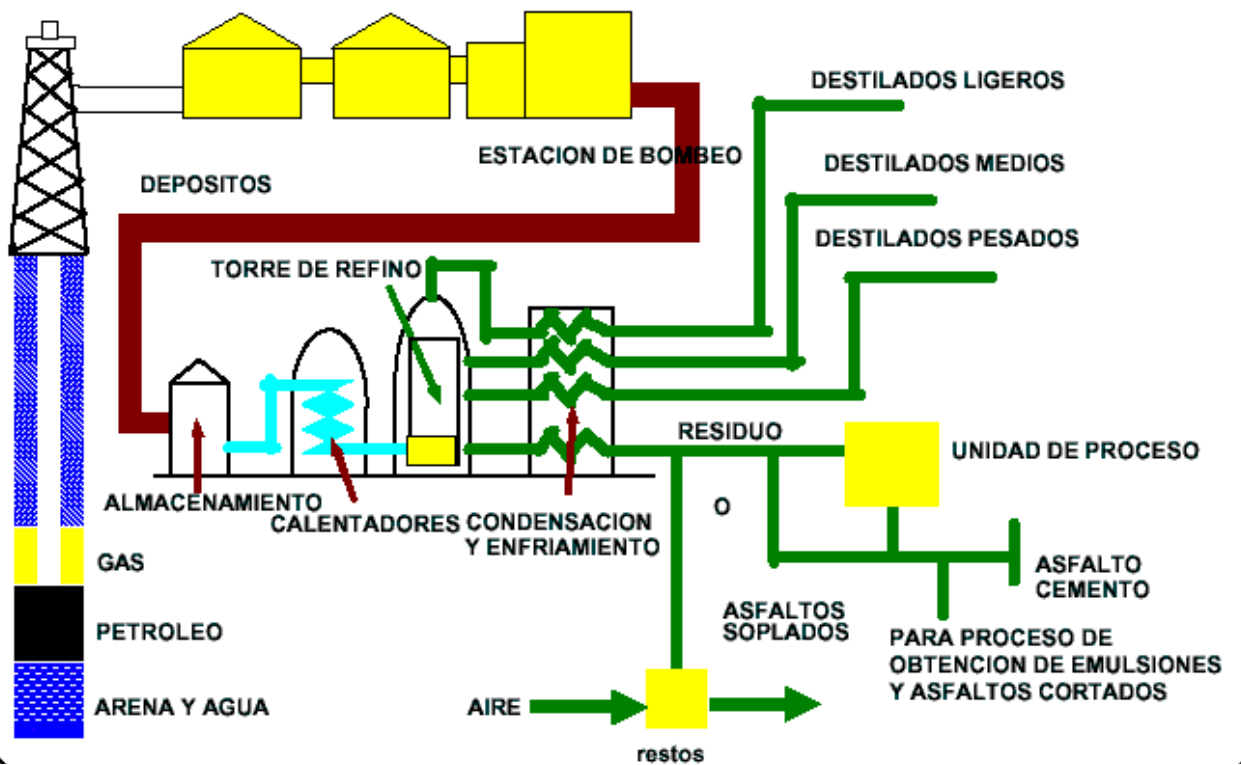 DESTILADOS LIGEROS
ESTACION DE BOMBEO
DESTILADOS MEDIOS
DEPOSITOS
DESTILADOS PESADOS
TORRE DE REFINO
RESIDUO
UNIDAD DE PROCESO
ALMACENAMIENTO
CALENTADORES
CONDENSACION
Y ENFRIAMIENTO
O
GAS
ASFALTO
CEMENTO
PETROLEO
ASFALTOS
SOPLADOS
PARA PROCESO DE
OBTENCION DE EMULSIONES
Y ASFALTOS CORTADOS
ARENA Y AGUA
AIRE
restos